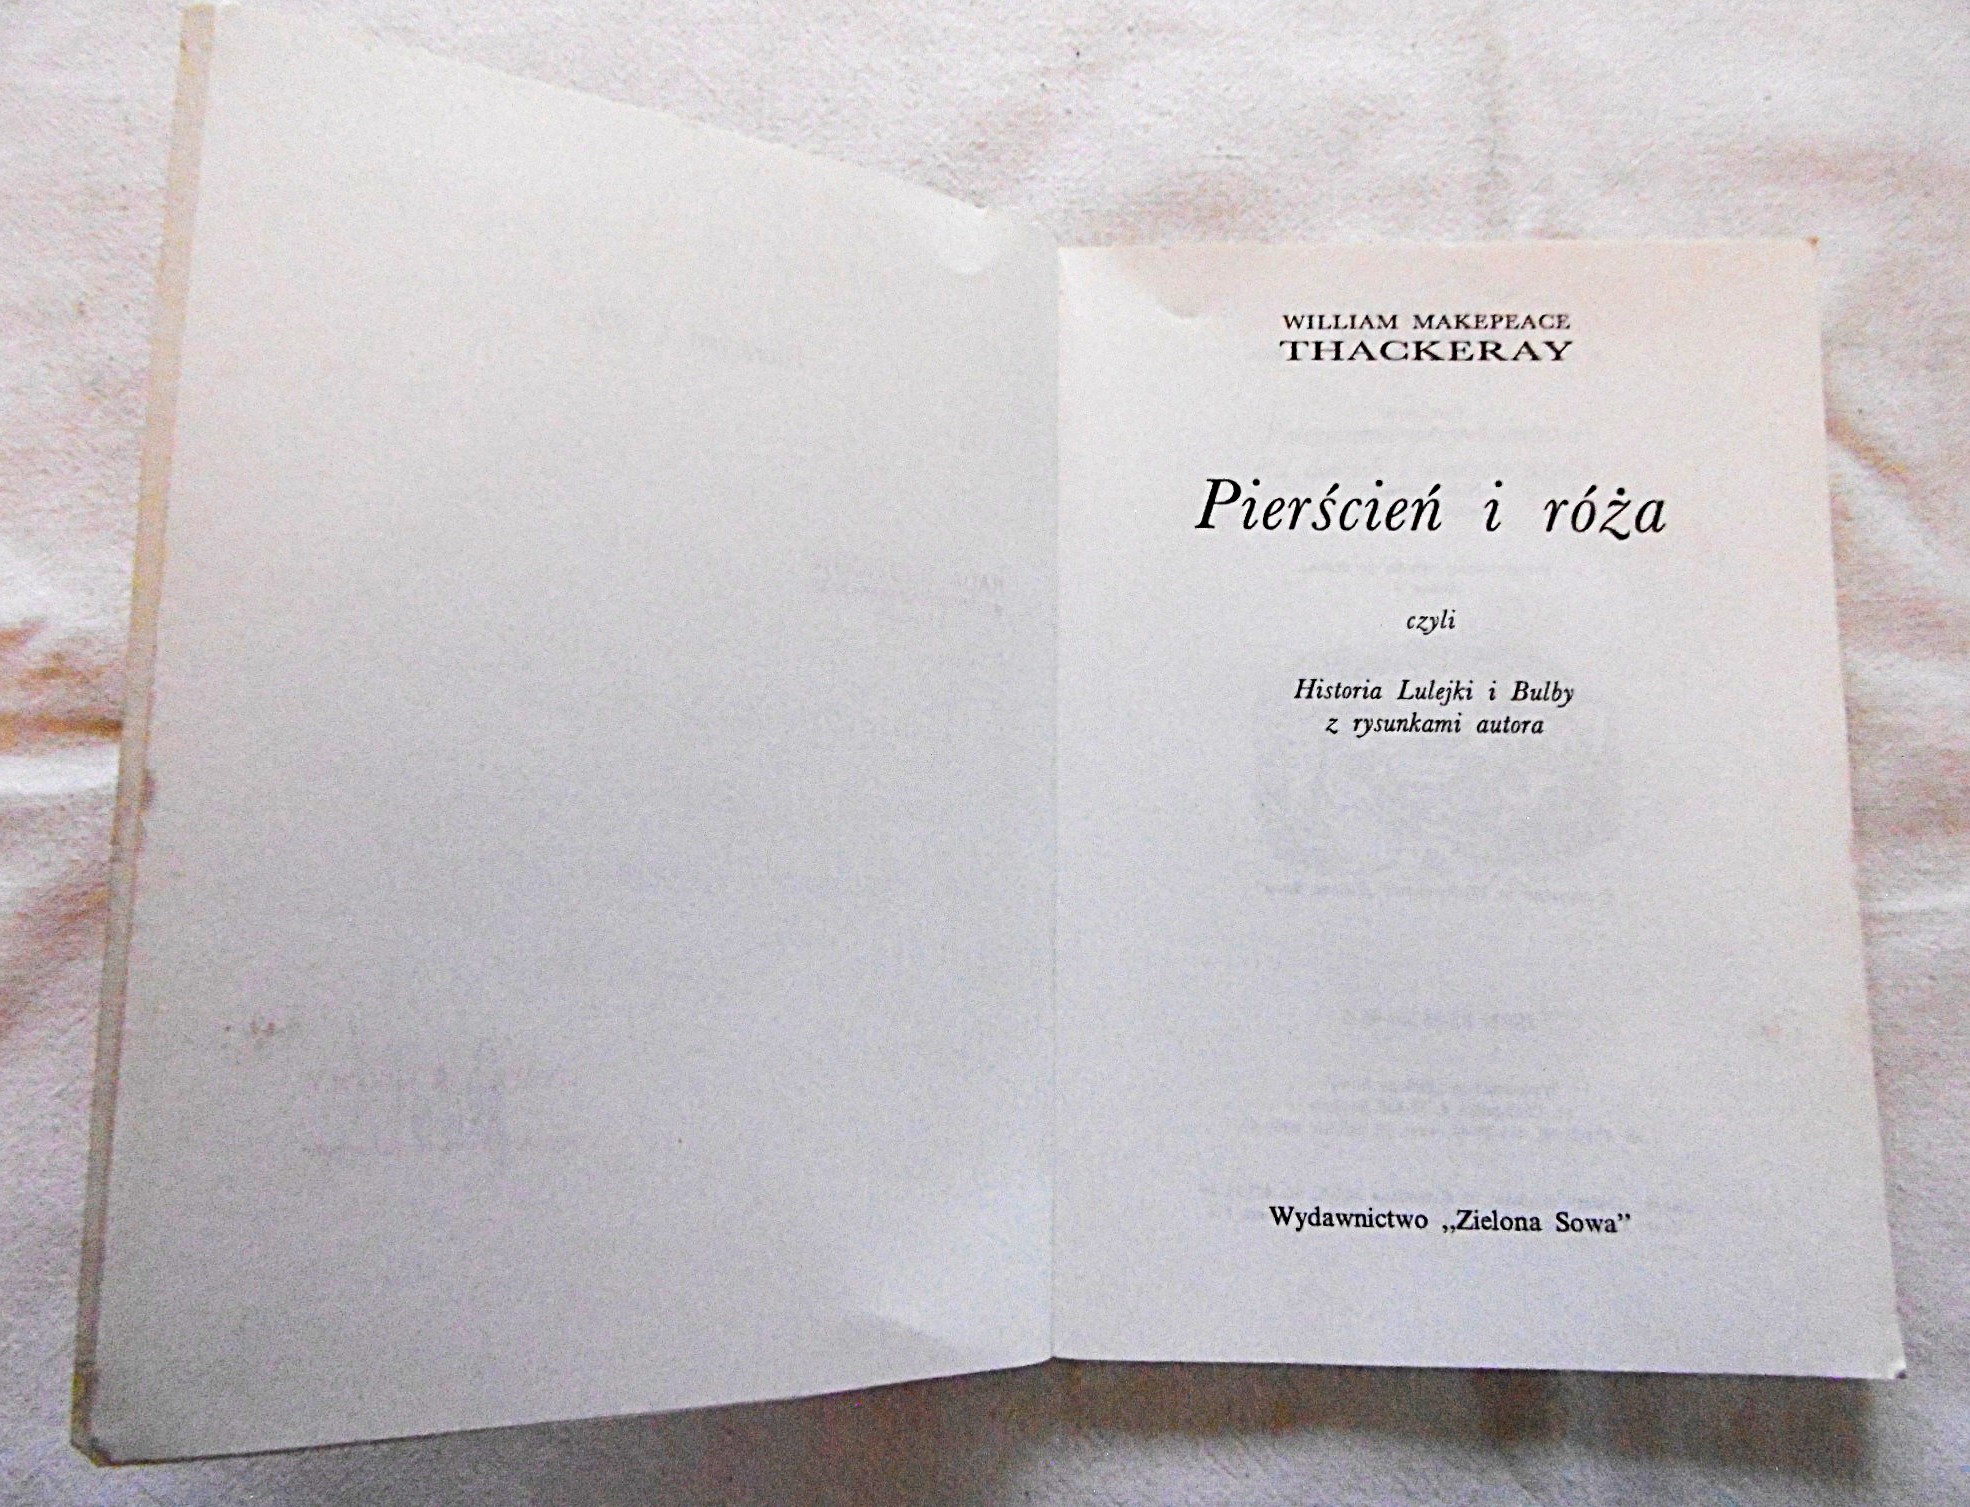 WILLIAM MAKEPEACE
THACKERAY
Pierścień i róża
czyli
Historia Lulejki i Bulby
z rysunkami autora
Wydawnictwo „Zielona Sowa”